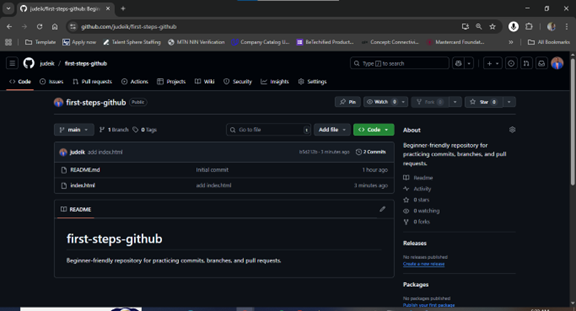 judeik/first-steps-github: Begin
github.com/judeik/first-steps-github
Template
Apply now
Talent Sphere Staffing
MTN NIN Verification
Company Catalog U...
BeTechified Product...
Concept Connectio...
Mastercard Foundat...
All Bookmarks
judeik / first-steps-github
Type / to search
Code
Issues
Pull requests
Actions
Projects
Wiki
Security
Insights
Settings
first-steps-github Public
Pin
Watch 0
Fork 0
Star 0
main
1 Branch
0 Tags
Go to file
t
Add file
Code
judeik add index.html
3 minutes ago
2 Commits
README.md Initial commit 1 hour ago
index.html add index.html 3 minutes ago
README
first-steps-github
Beginner-friendly repository for practicing commits, branches, and pull requests.
About
Beginner-friendly repository for
practicing commits, branches, and pull
requests.
Readme
Activity
0 stars
0 watching
0 forks
Releases
No releases published
Create a new release
Packages
No packages published
Publish your first package